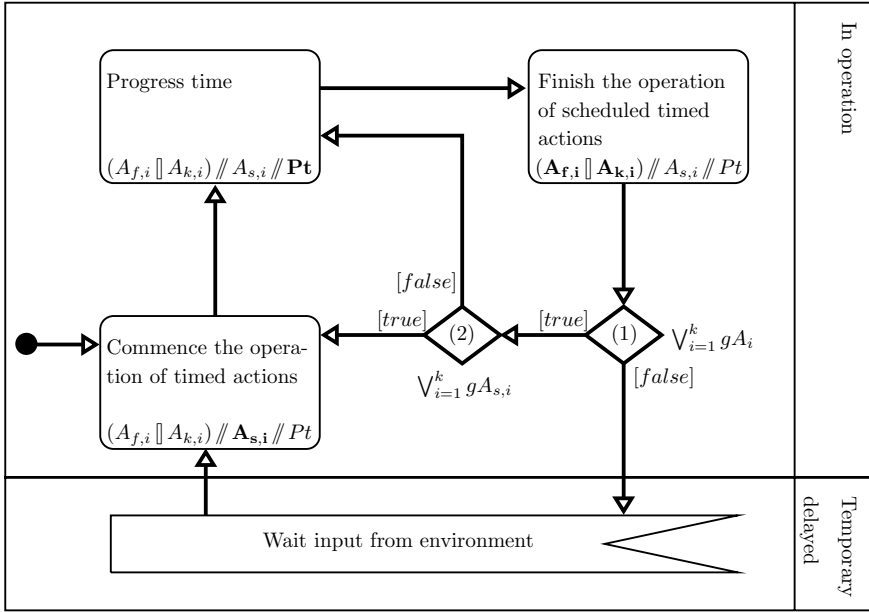 Progress time
(A_{f,i} [] A_{k,i}) // A_{s,i} // **Pt**
Finish the operation
of scheduled timed
actions
(**A_{f,i}** [] **A_{k,i}**) // A_{s,i} // Pt
In operation
[false]
[true]
(2)
⋁_{i=1}^{k} gA_{s,i}
[true]
(1)
⋁_{i=1}^{k} gA_i
[false]
Commence the opera-
tion of timed actions
(A_{f,i} [] A_{k,i}) // **A_{s,i}** // Pt
Wait input from environment
Temporary
delayed